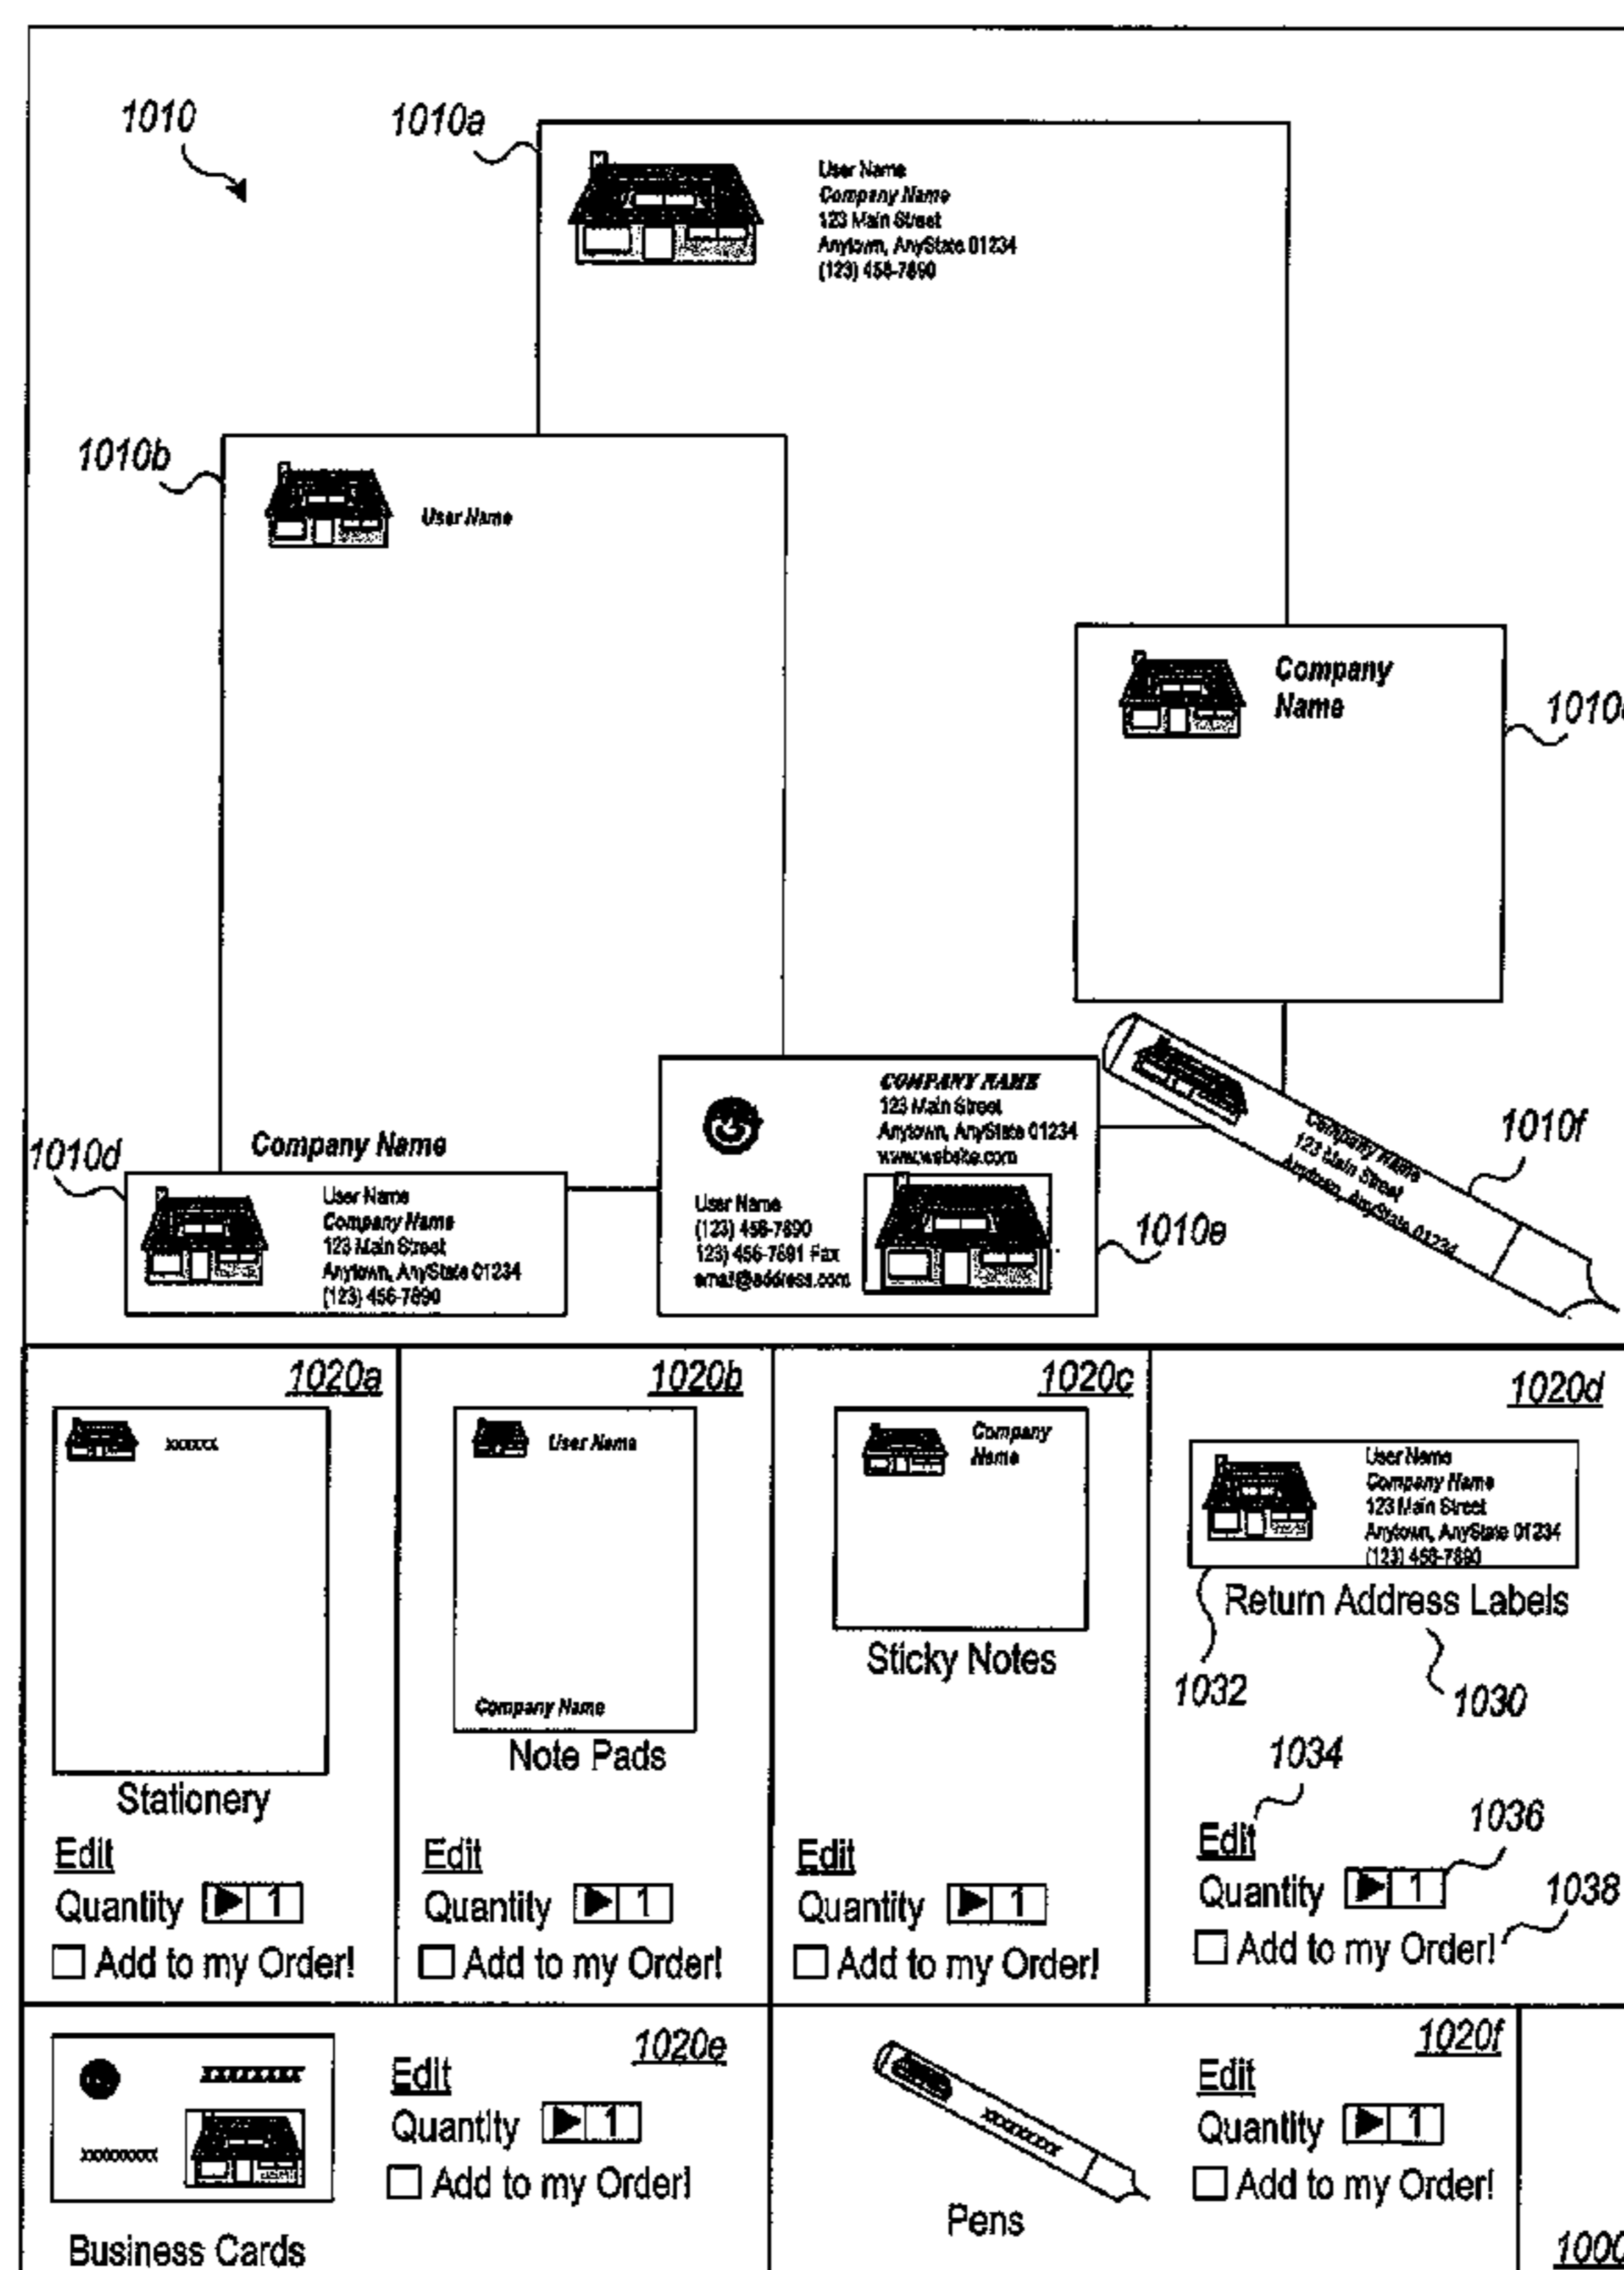 1010
1010a
User Name
Company Name
123 Main Street
Anytown, AnyState 01234
(123) 456-7890
1010b
User Name
Company
Name
1010c
Company Name
1010d
User Name
Company Name
123 Main Street
Anytown, AnyState 01234
(123) 456-7890
COMPANY NAME
123 Main Street
Anytown, AnyState 01234
www.website.com
User Name
(123) 456-7890
123) 456-7891 Fax
email@address.com
1010e
Company Name
123 Main Street
Anytown, AnyState 01234
1010f
1020a
xxxxxx
Stationery
Edit
Quantity 1
Add to my Order!
1020b
User Name
Company Name
Note Pads
Edit
Quantity 1
Add to my Order!
1020c
Company
Name
Sticky Notes
Edit
Quantity 1
Add to my Order!
1020d
User Name
Company Name
123 Main Street
Anytown, AnyState 01234
(123) 456-7890
Return Address Labels
1032
1030
1034
Edit
1036
Quantity 1
1038
Add to my Order!
1020e
xxxxxxxx
xxxxxxxxx
Business Cards
Edit
Quantity 1
Add to my Order!
1020f
xxxxxxxx
Pens
Edit
Quantity 1
Add to my Order!
1000